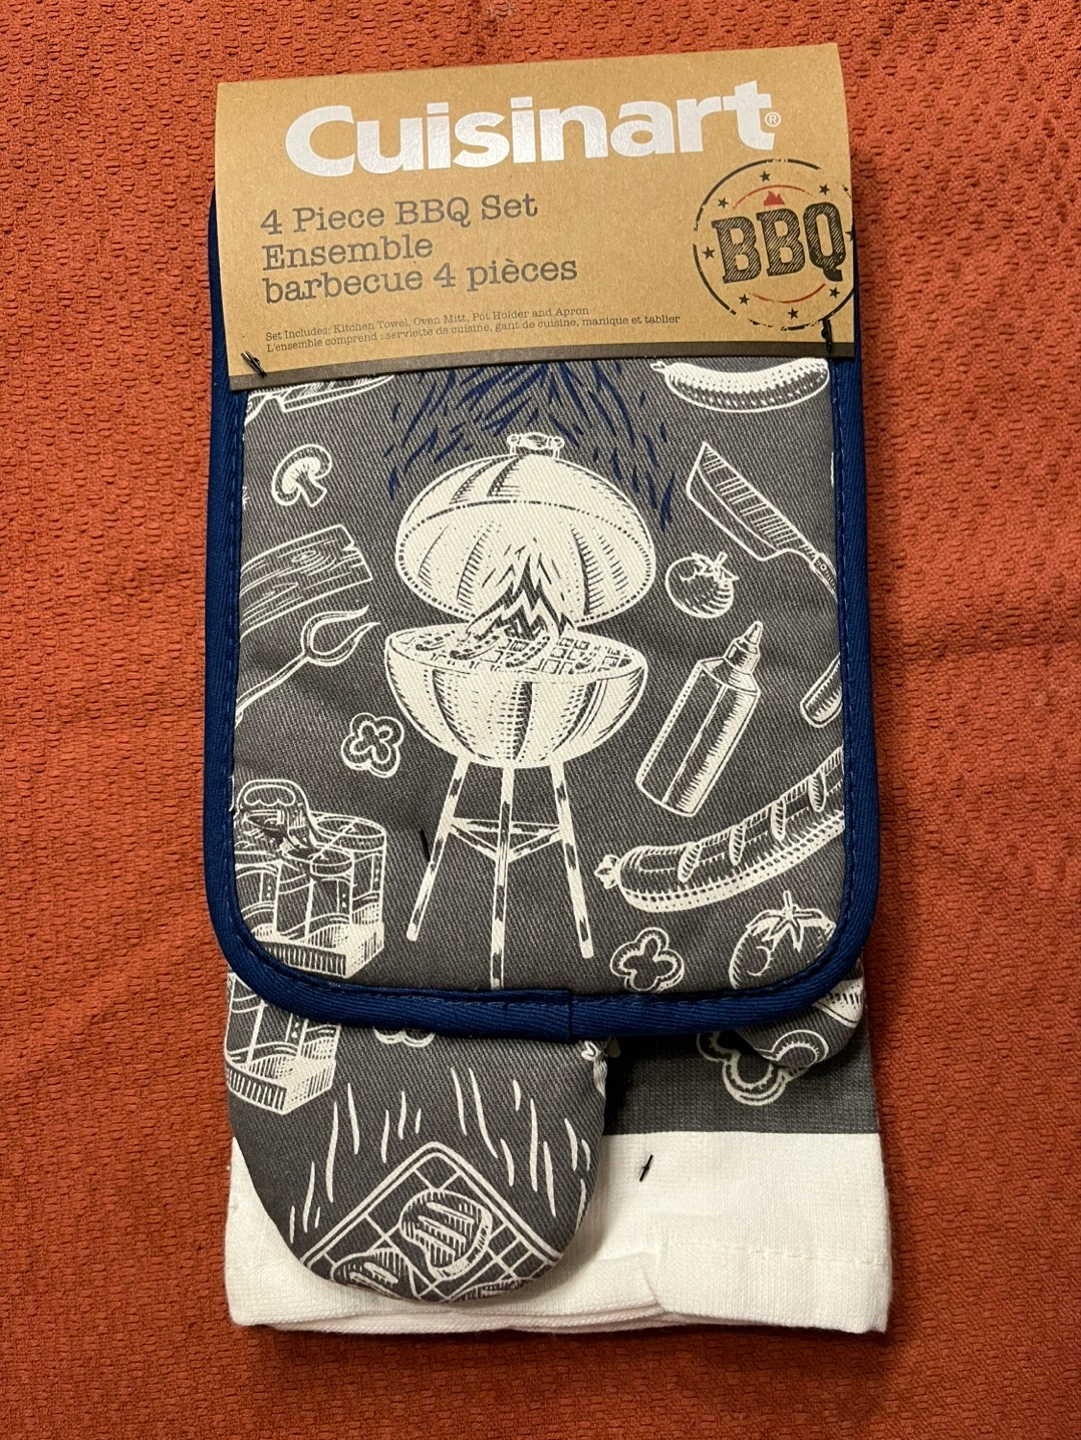 Cuisinart®
4 Piece BBQ Set
Ensemble
barbecue 4 pièces
BBQ
Set Includes: Kitchen Towel, Oven Mitt, Pot Holder and Apron
L'ensemble comprend : serviette de cuisine, gant de cuisine, manique et tablier